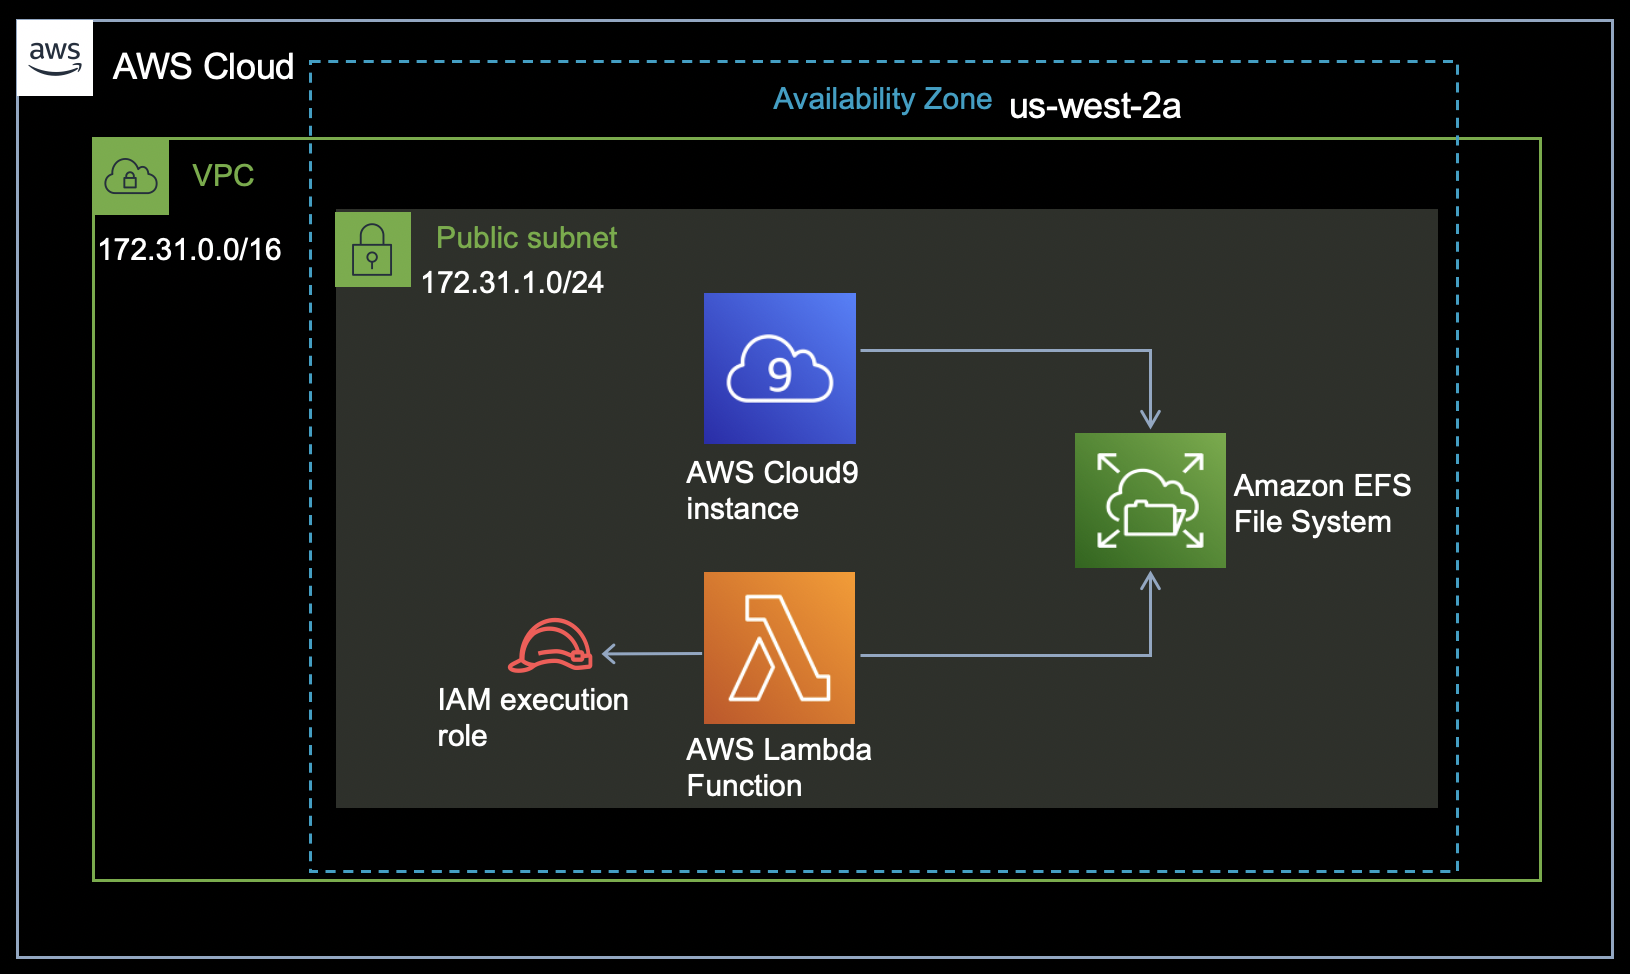 aws
AWS Cloud
Availability Zone us-west-2a
VPC
172.31.0.0/16
Public subnet
172.31.1.0/24
9
AWS Cloud9
instance
Amazon EFS
File System
IAM execution
role
AWS Lambda
Function